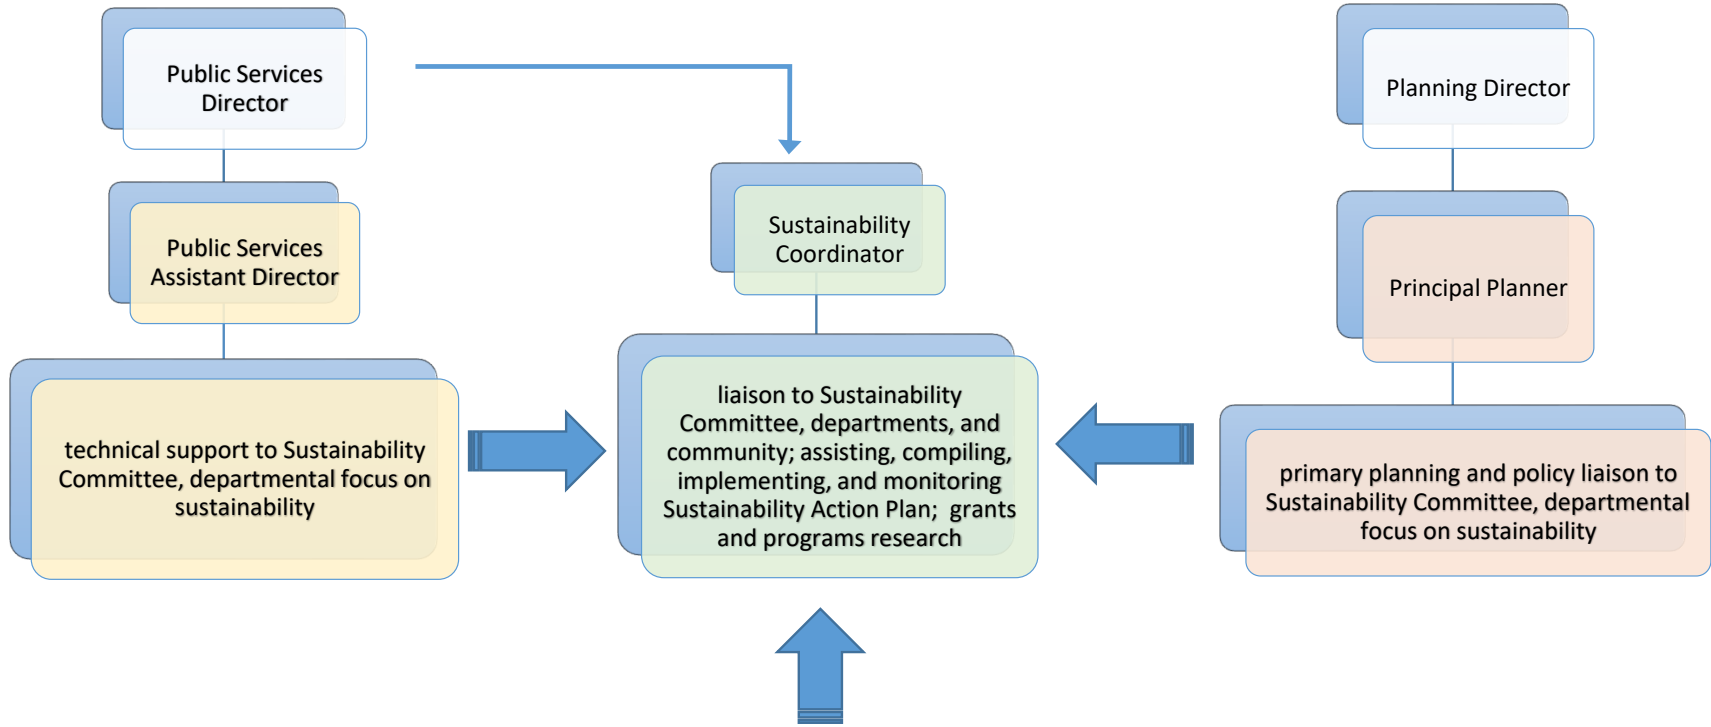 Public Services
Director
Public Services
Assistant Director
technical support to Sustainability
Committee, departmental focus on
sustainability
Sustainability
Coordinator
liaison to Sustainability
Committee, departments, and
community; assisting, compiling,
implementing, and monitoring
Sustainability Action Plan;  grants
and programs research
Planning Director
Principal Planner
primary planning and policy liaison to
Sustainability Committee, departmental
focus on sustainability